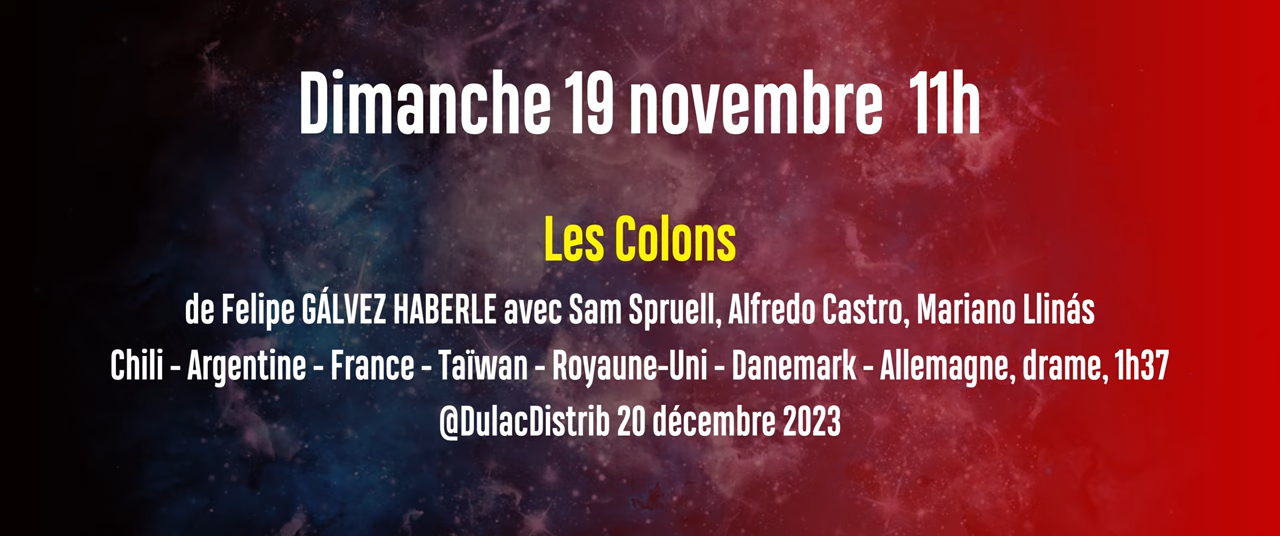 Dimanche 19 novembre 11h
Les Colons
de Felipe GÁLVEZ HABERLE avec Sam Spruell, Alfredo Castro, Mariano Llinás
Chili - Argentine - France - Taïwan - Royaune-Uni - Danemark - Allemagne, drame, 1h37
@DulacDistrib 20 décembre 2023